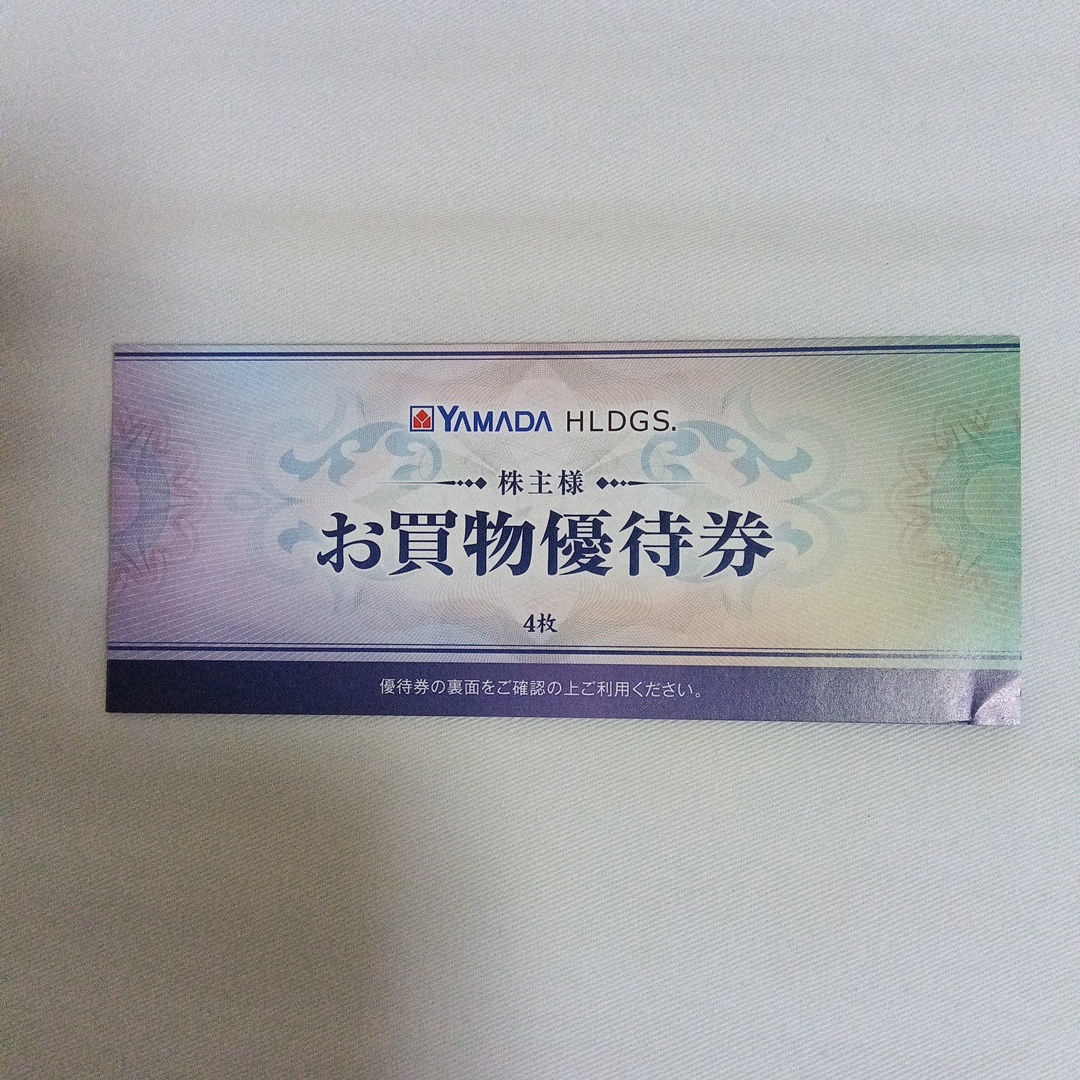 YAMADA HLDGS.
株主様
お買物優待券
4枚
優待券の裏面をご確認の上ご利用ください。